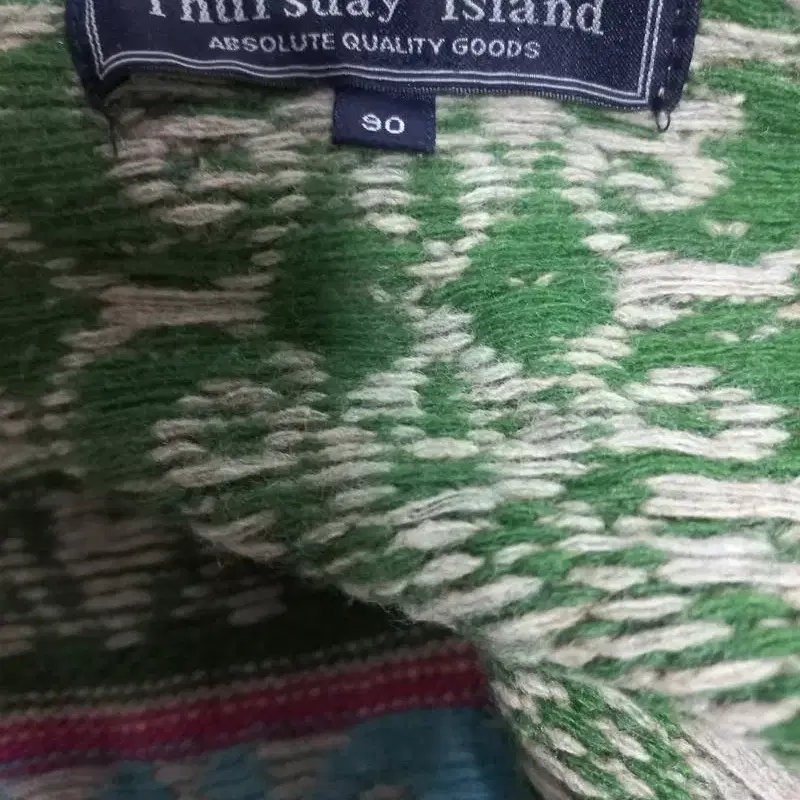 Thursday Island
ABSOLUTE QUALITY GOODS
90